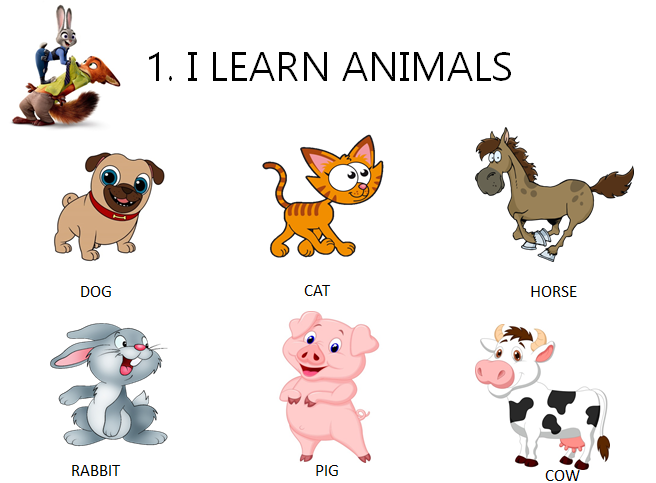 1. I LEARN ANIMALS
DOG
CAT
HORSE
RABBIT
PIG
COW